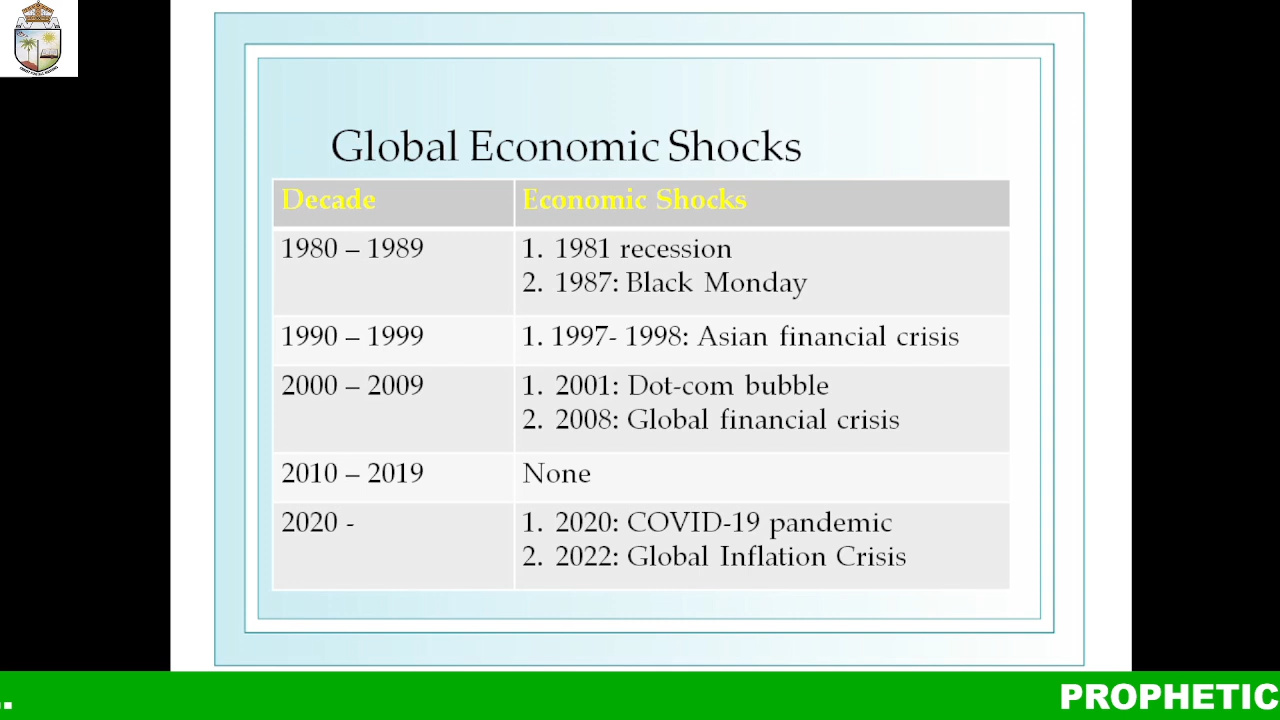 Global Economic Shocks
Decade
Economic Shocks
1980 – 1989
1. 1981 recession
2. 1987: Black Monday
1990 – 1999
1. 1997- 1998: Asian financial crisis
2000 – 2009
1. 2001: Dot-com bubble
2. 2008: Global financial crisis
2010 – 2019
None
2020 -
1. 2020: COVID-19 pandemic
2. 2022: Global Inflation Crisis
..
PROPHETIC